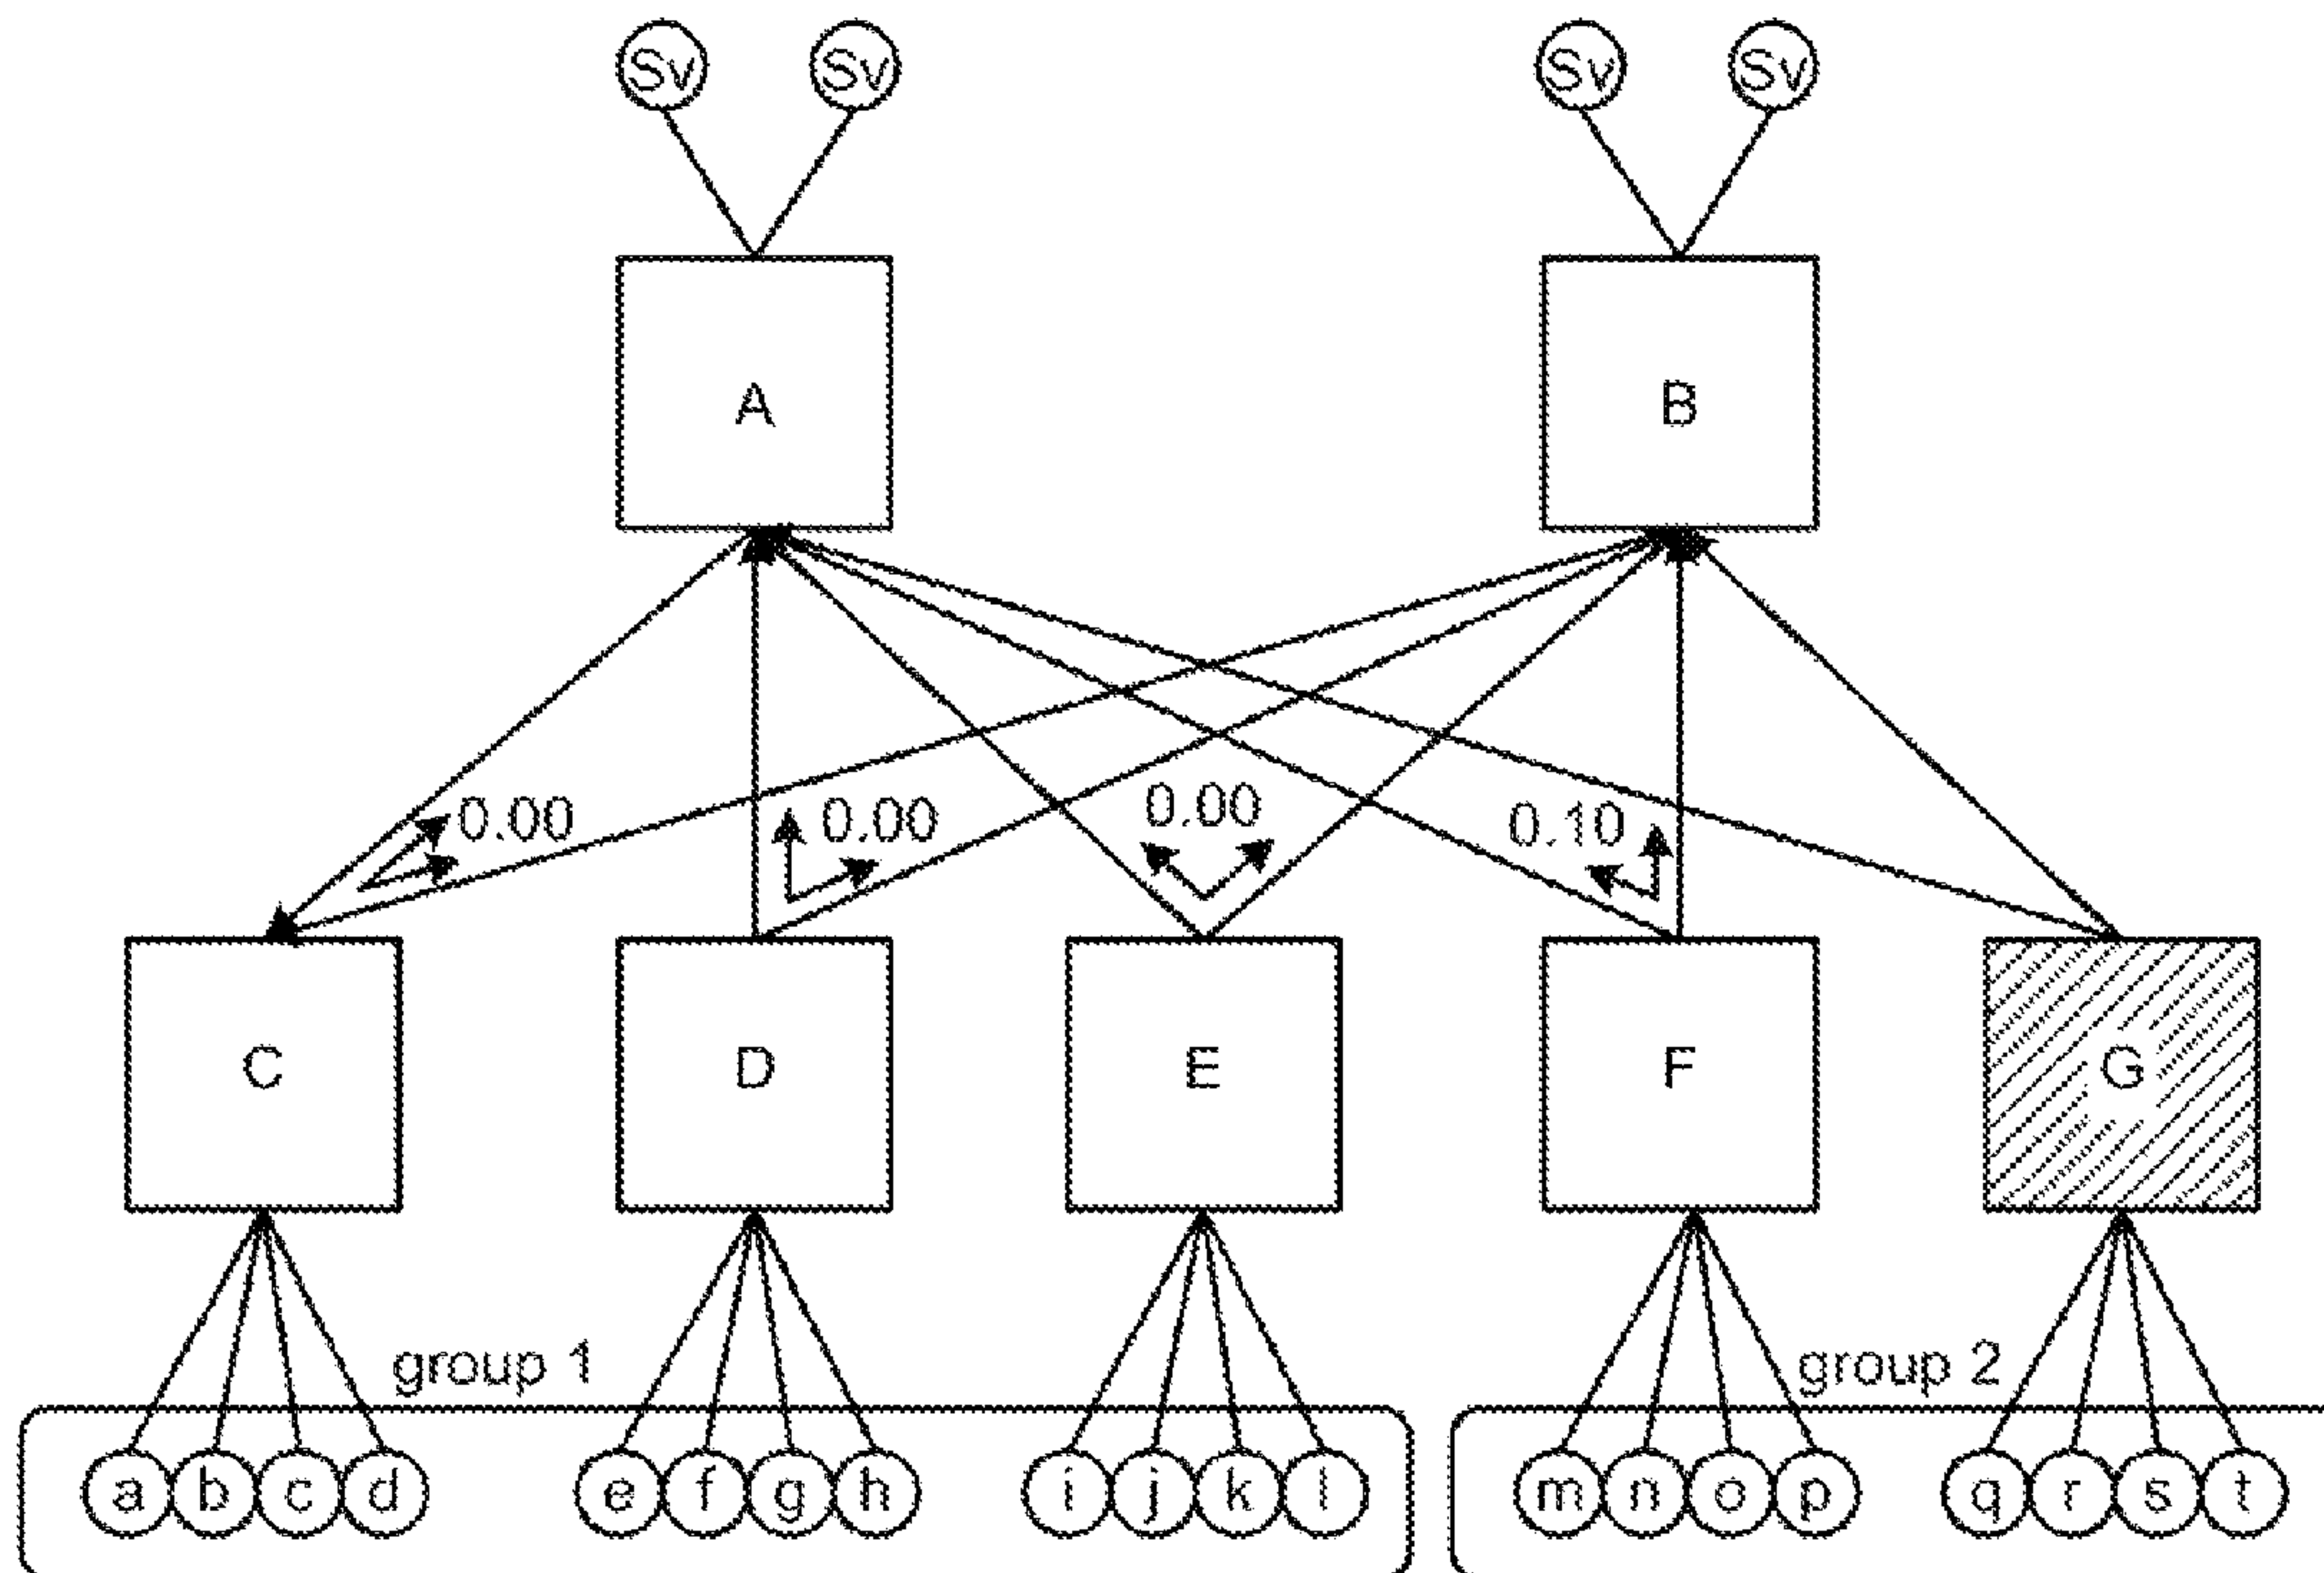 Sv Sv Sv Sv
A B
0.00 0.00 0.00 0.10
C D E F G
group 1 group 2
a b c d e f g h i j k l m n o p q r s t